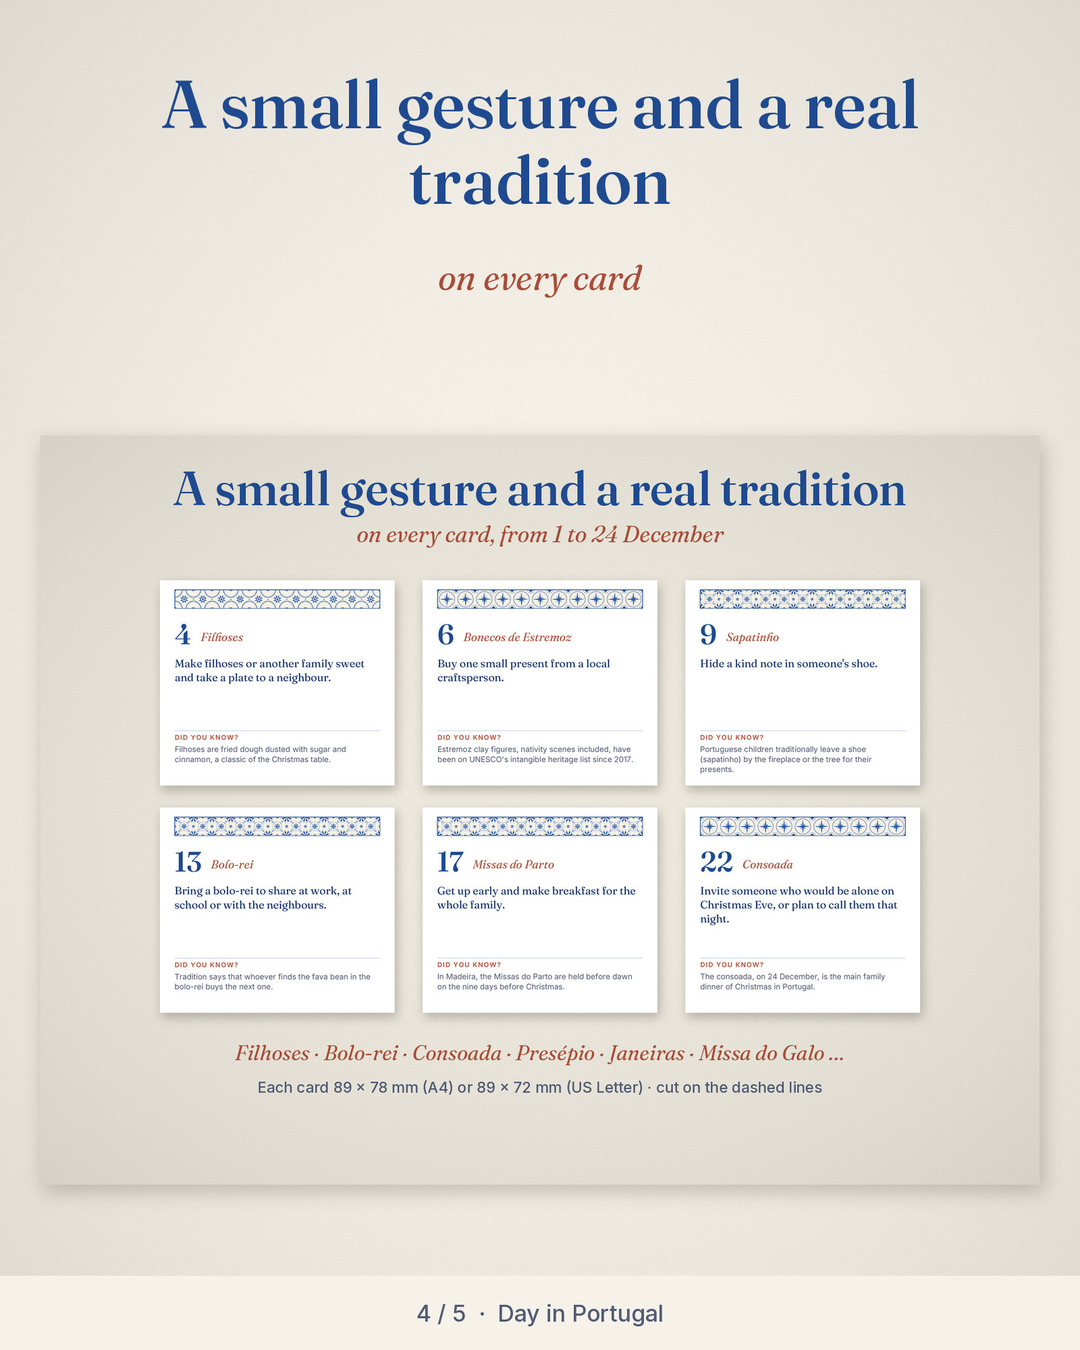 A small gesture and a real
tradition
on every card
A small gesture and a real tradition
on every card, from 1 to 24 December
4 Filhoses
Make filhoses or another family sweet
and take a plate to a neighbour.
DID YOU KNOW?
Filhoses are fried dough dusted with sugar and
cinnamon, a classic of the Christmas table.
6 Bonecos de Estremoz
Buy one small present from a local
craftsperson.
DID YOU KNOW?
Estremoz clay figures, nativity scenes included, have
been on UNESCO's intangible heritage list since 2017.
9 Sapatinho
Hide a kind note in someone's shoe.
DID YOU KNOW?
Portuguese children traditionally leave a shoe
(sapatinho) by the fireplace or the tree for their
presents.
13 Bolo-rei
Bring a bolo-rei to share at work, at
school or with the neighbours.
DID YOU KNOW?
Tradition says that whoever finds the fava bean in the
bolo-rei buys the next one.
17 Missas do Parto
Get up early and make breakfast for the
whole family.
DID YOU KNOW?
In Madeira, the Missas do Parto are held before dawn
on the nine days before Christmas.
22 Consoada
Invite someone who would be alone on
Christmas Eve, or plan to call them that
night.
DID YOU KNOW?
The consoada, on 24 December, is the main family
dinner of Christmas in Portugal.
Filhoses · Bolo-rei · Consoada · Presépio · Janeiras · Missa do Galo ...
Each card 89 × 78 mm (A4) or 89 × 72 mm (US Letter) · cut on the dashed lines
4 / 5 · Day in Portugal